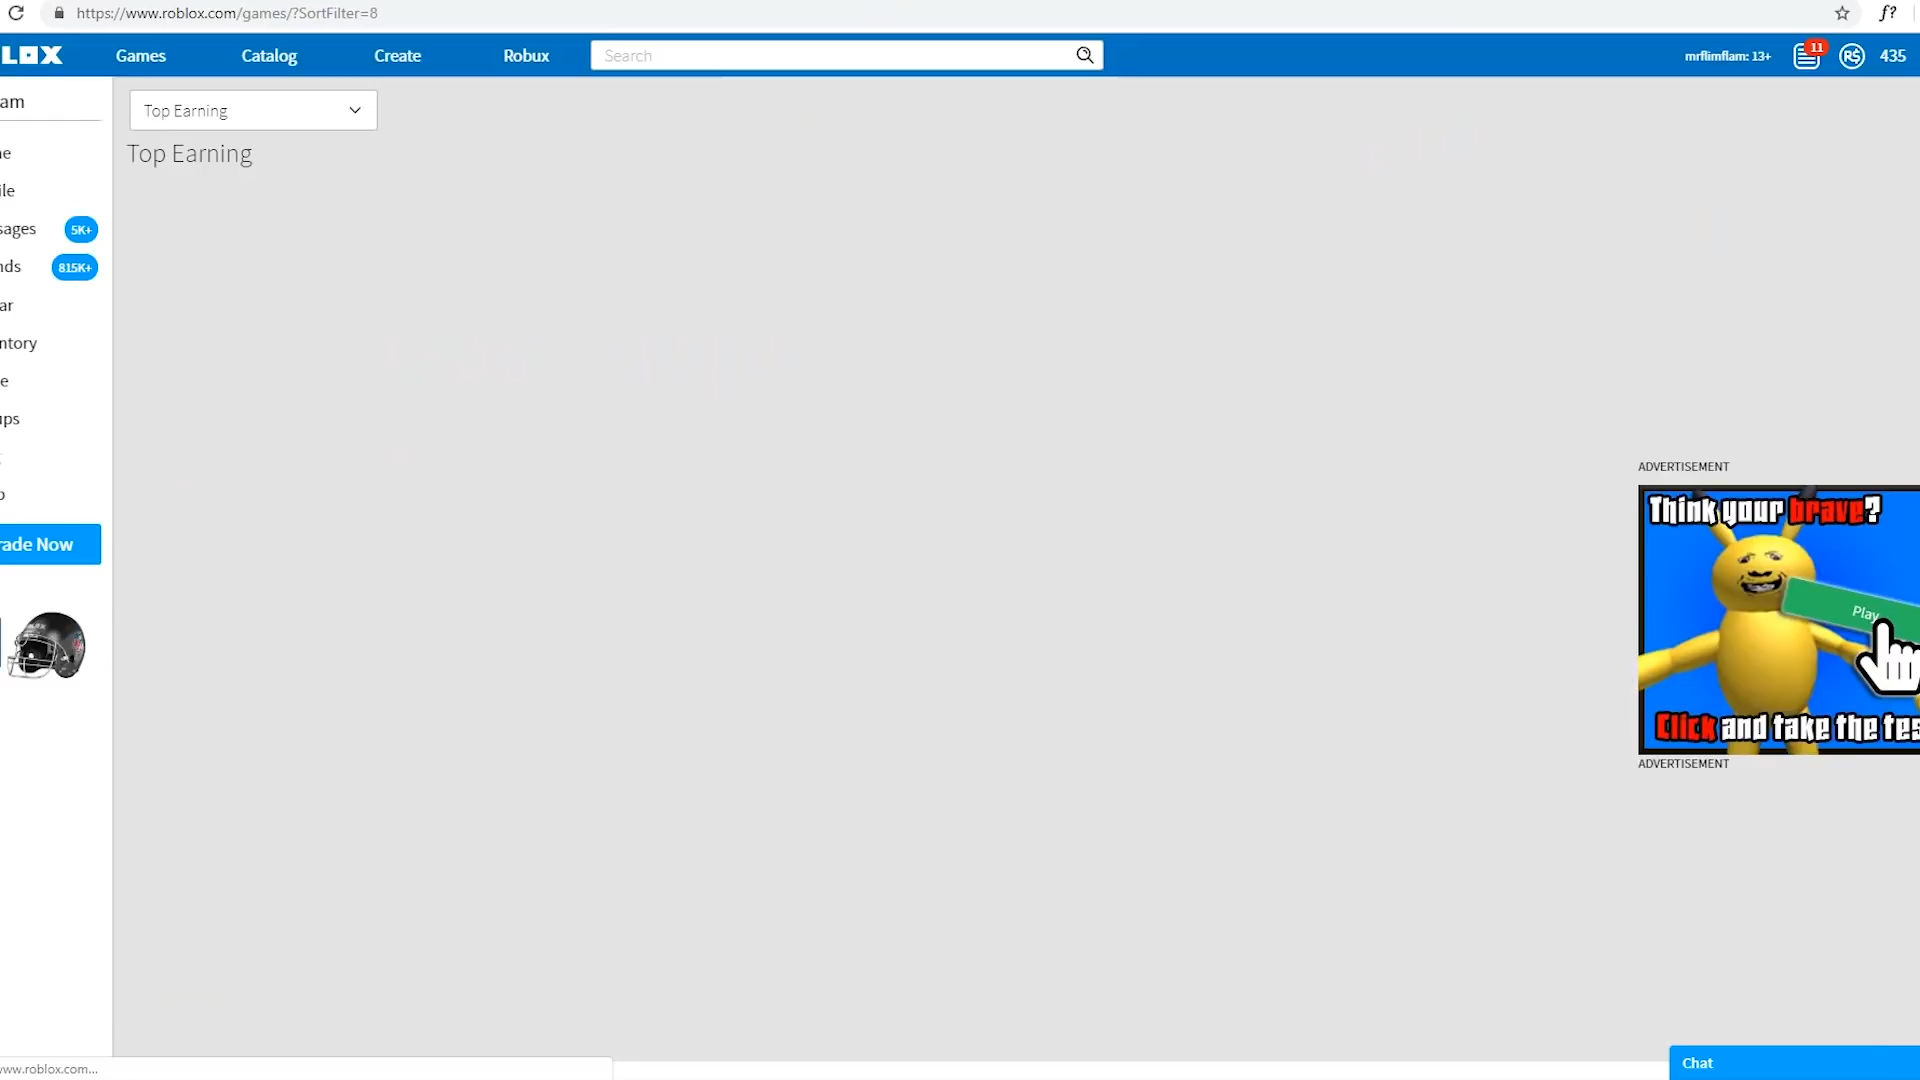 https://www.roblox.com/games/?SortFilter=8
f?
LOX
Games
Catalog
Create
Robux
Search
mrflimflam: 13+
11
R$
435
am
Top Earning
Top Earning
e
ile
sages
5K+
nds
815K+
ar
ntory
e
ups
p
rade Now
ADVERTISEMENT
Think your brave?
Play
Click and take the tes
ADVERTISEMENT
Chat
www.roblox.com...